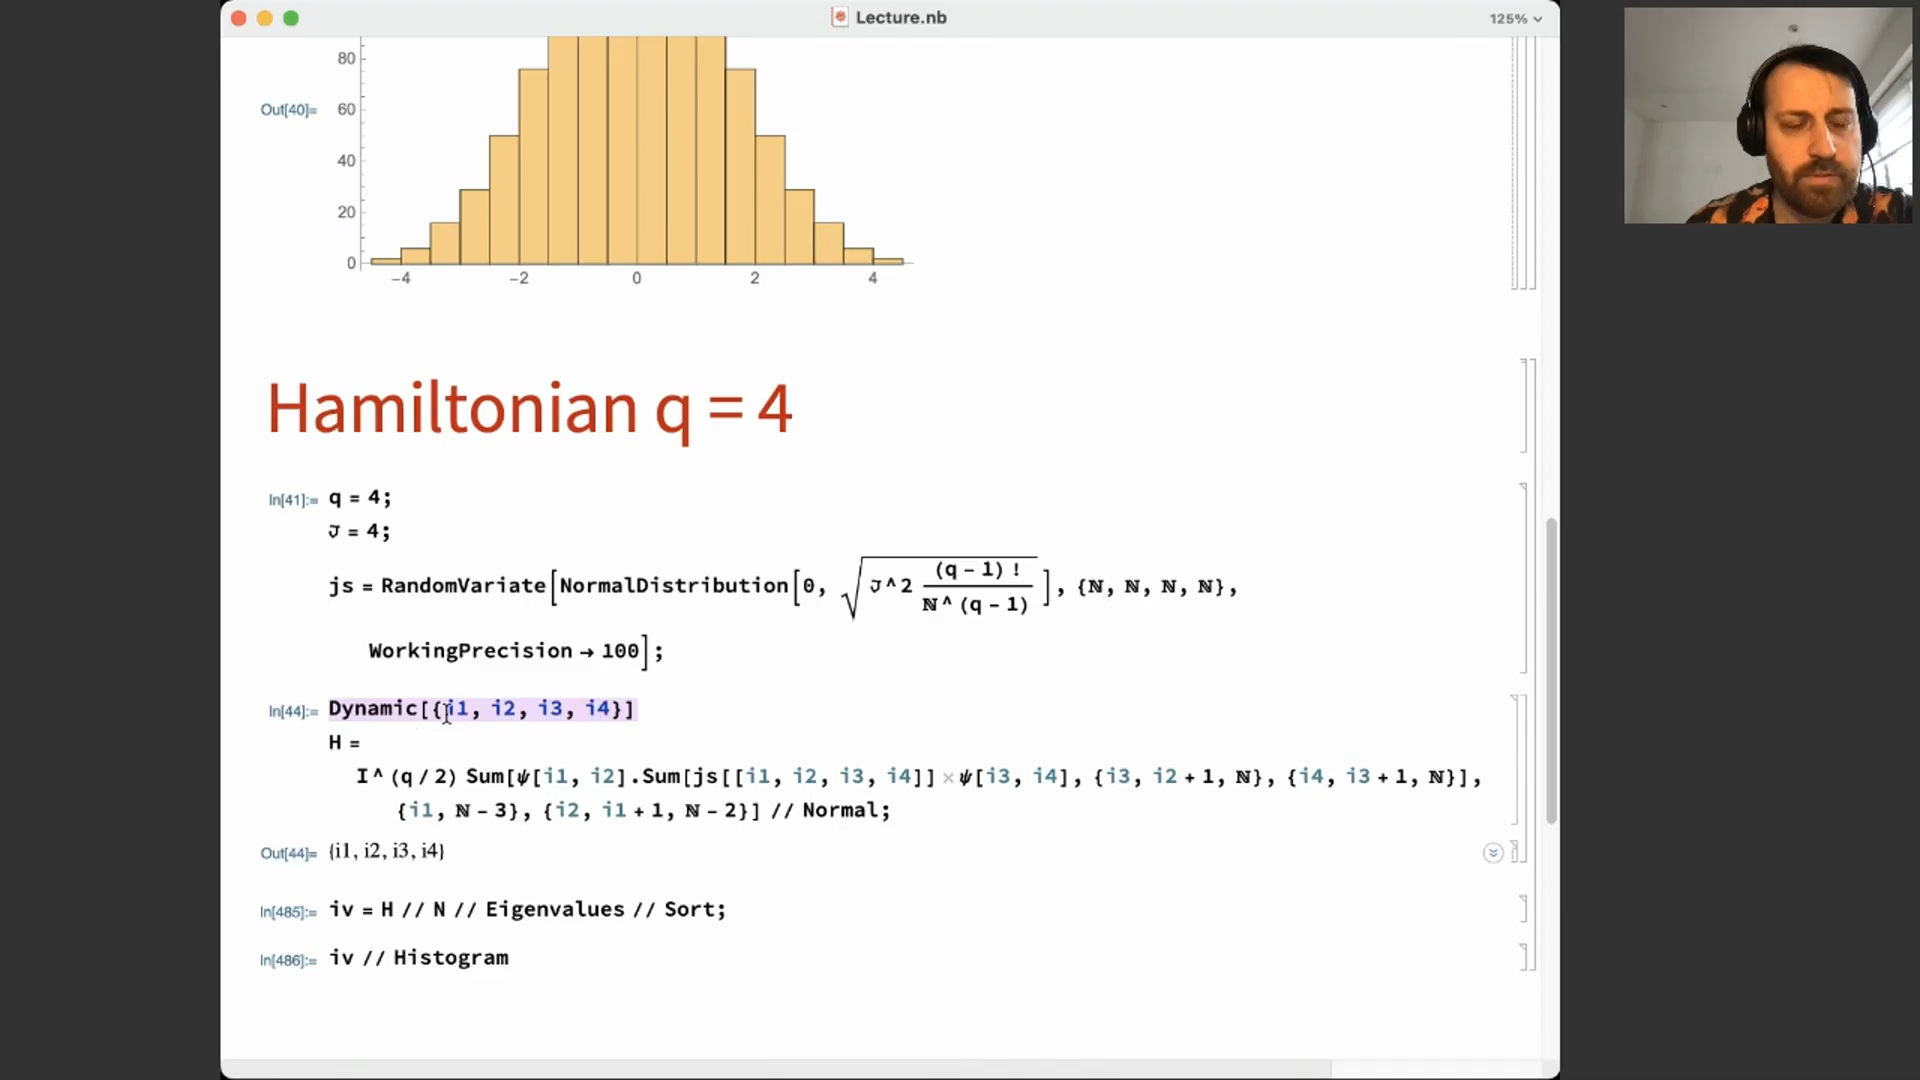 Lecture.nb
125%
80
Out[40]= 60
40
20
0
-4 -2 0 2 4
Hamiltonian q = 4
In[41]:= q = 4;
𝒥 = 4;
js = RandomVariate[NormalDistribution[0, √(𝒥^2 (q - 1) ! / ℕ^ (q - 1))], {ℕ, ℕ, ℕ, ℕ},
WorkingPrecision → 100];
In[44]:= Dynamic[{i1, i2, i3, i4}]
H =
I^ (q / 2) Sum[ψ[i1, i2].Sum[js[[i1, i2, i3, i4]] × ψ[i3, i4], {i3, i2 + 1, ℕ}, {i4, i3 + 1, ℕ}],
{i1, ℕ - 3}, {i2, i1 + 1, ℕ - 2}] // Normal;
Out[44]= {i1, i2, i3, i4}
In[485]:= iv = H // N // Eigenvalues // Sort;
In[486]:= iv // Histogram